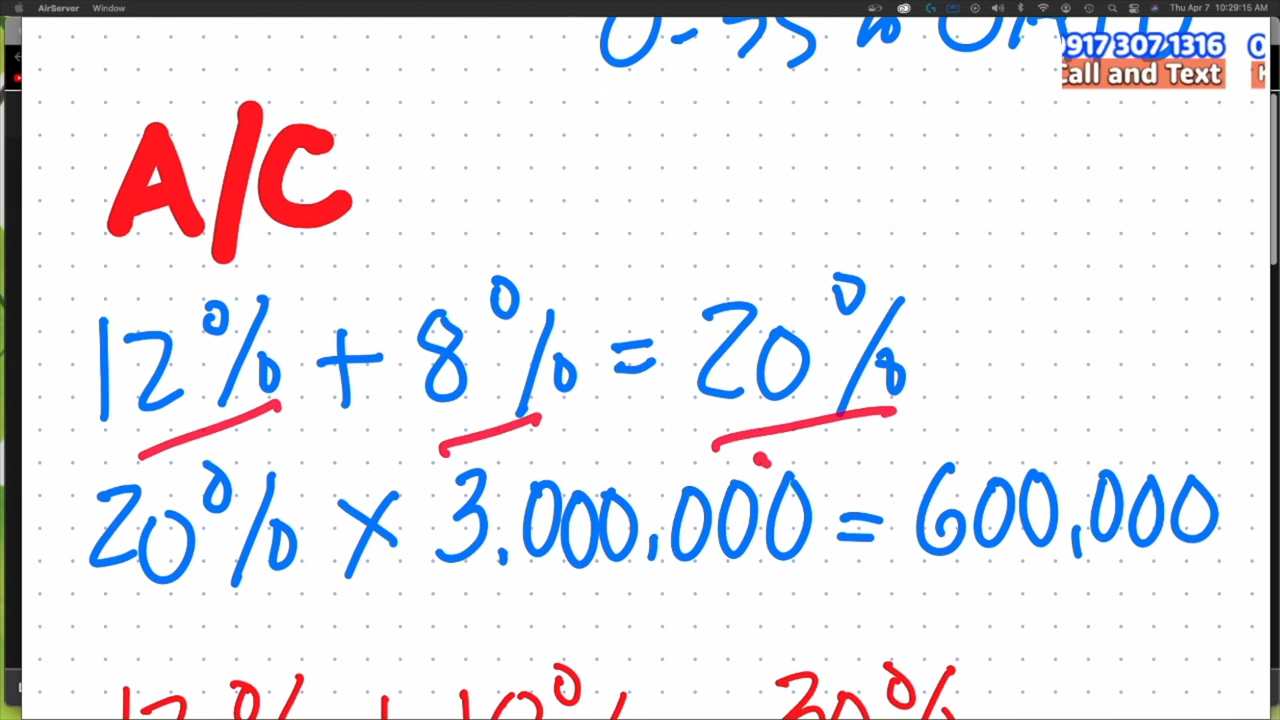 AirServer Window Thu Apr 7 10:29:15 AM
0917 307 1316
Call and Text
A/C
12% + 8% = 20%
20% x 3,000,000 = 600,000